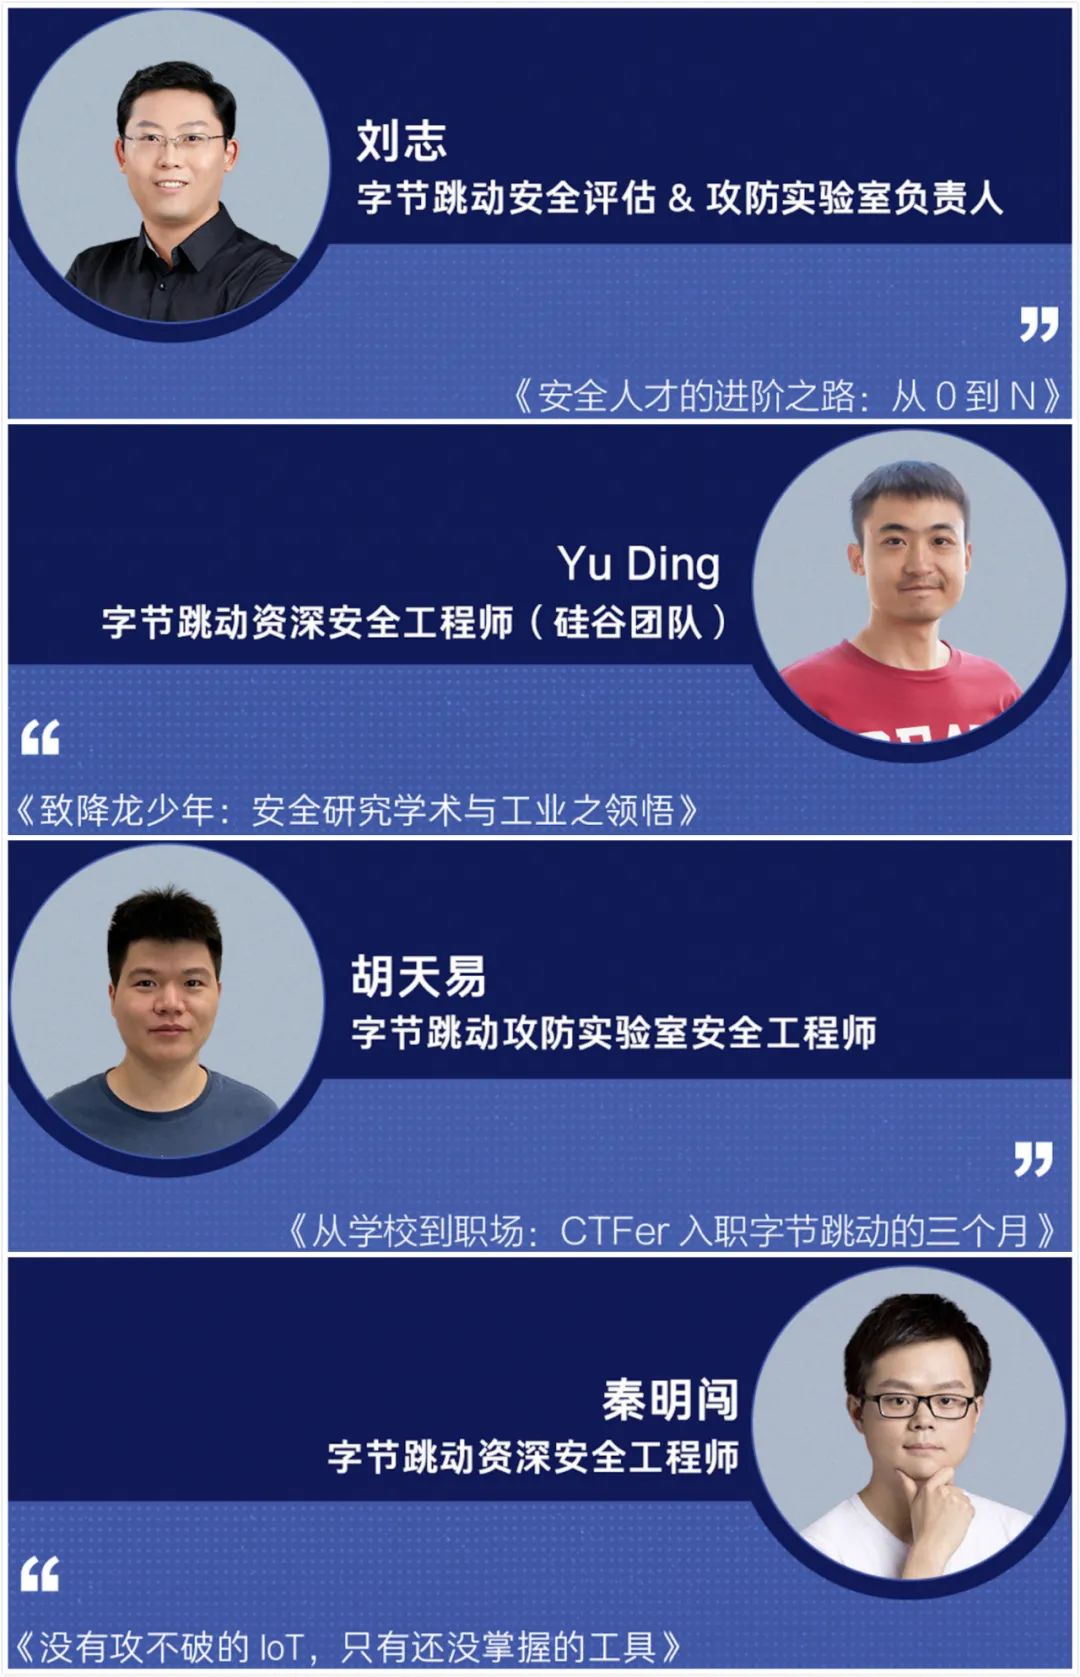 刘志
字节跳动安全评估 & 攻防实验室负责人
”
《安全人才的进阶之路：从 0 到 N》
Yu Ding
字节跳动资深安全工程师（硅谷团队）
“
《致降龙少年：安全研究学术与工业之领悟》
胡天易
字节跳动攻防实验室安全工程师
”
《从学校到职场：CTFer 入职字节跳动的三个月》
秦明闯
字节跳动资深安全工程师
“
《没有攻不破的 IoT，只有还没掌握的工具》